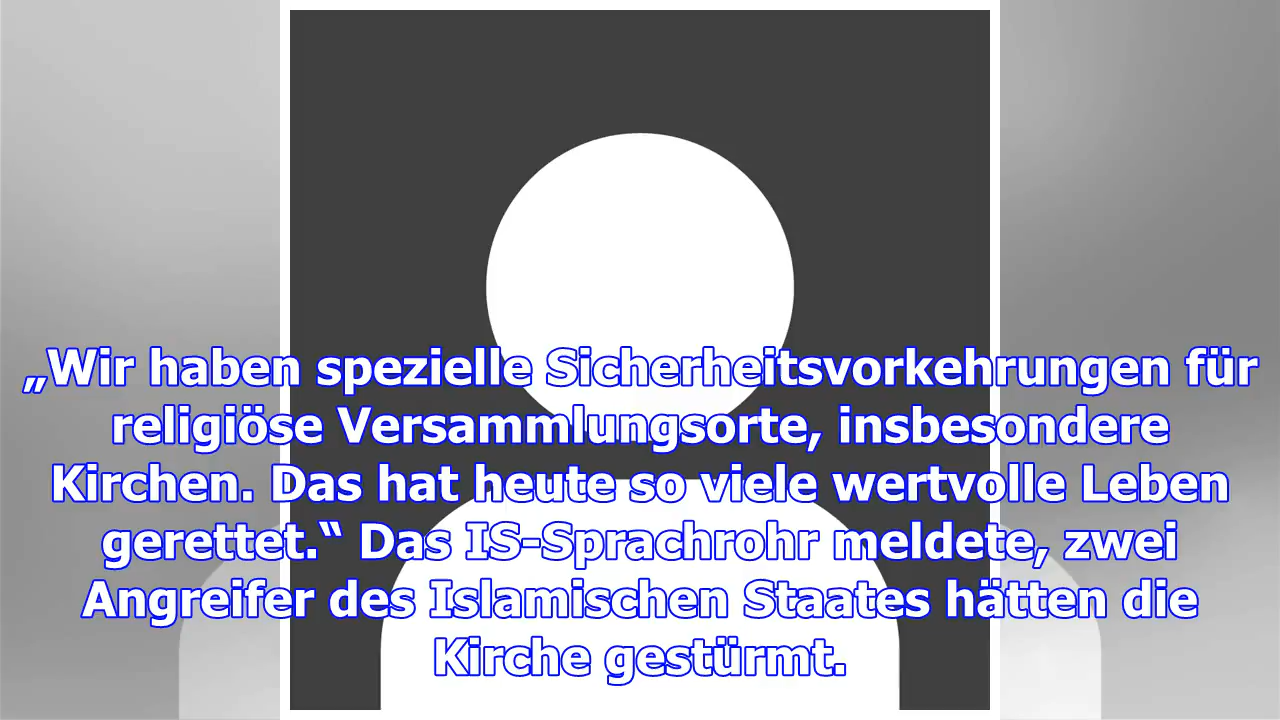 „Wir haben spezielle Sicherheitsvorkehrungen für
religiöse Versammlungsorte, insbesondere
Kirchen. Das hat heute so viele wertvolle Leben
gerettet.“ Das IS-Sprachrohr meldete, zwei
Angreifer des Islamischen Staates hätten die
Kirche gestürmt.